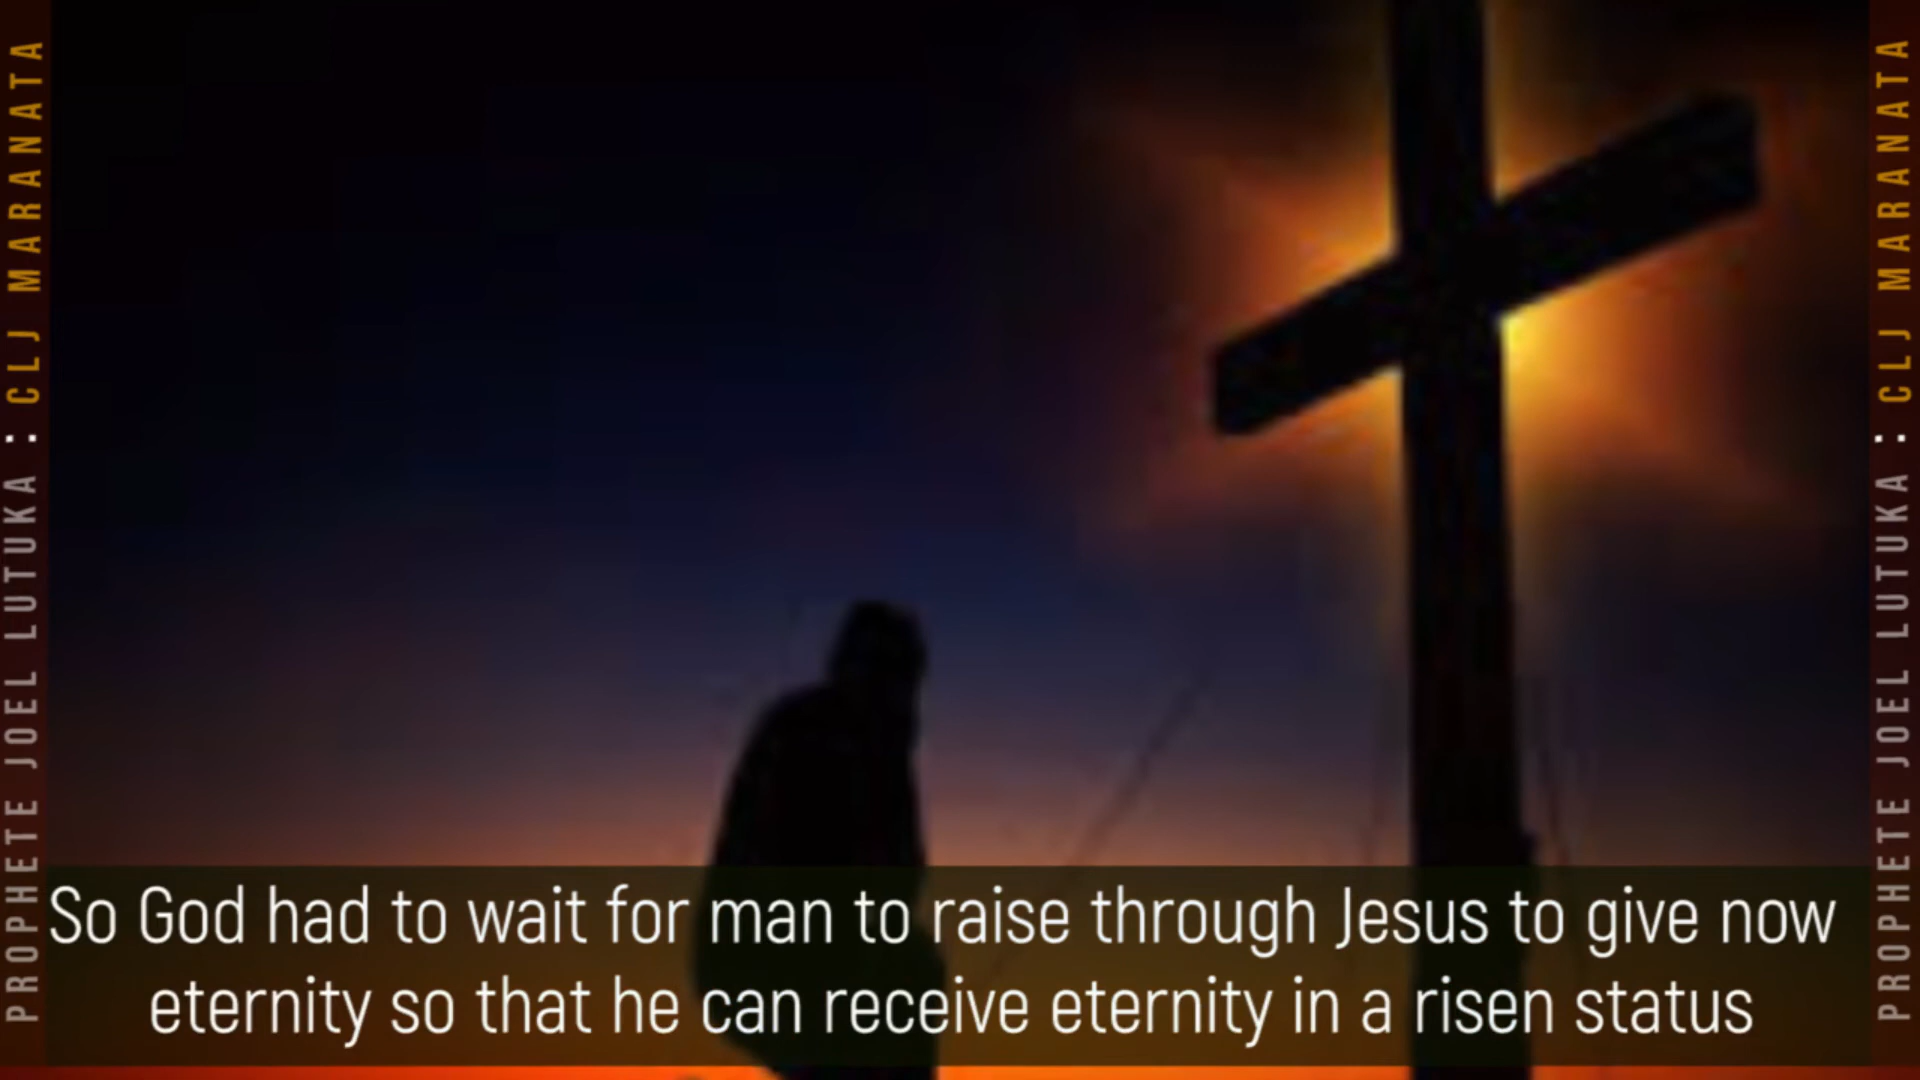 PROPHETE JOEL LUTUKA : CLJ MARANATA
So God had to wait for man to raise through Jesus to give now
eternity so that he can receive eternity in a risen status
PROPHETE JOEL LUTUKA : CLJ MARANATA